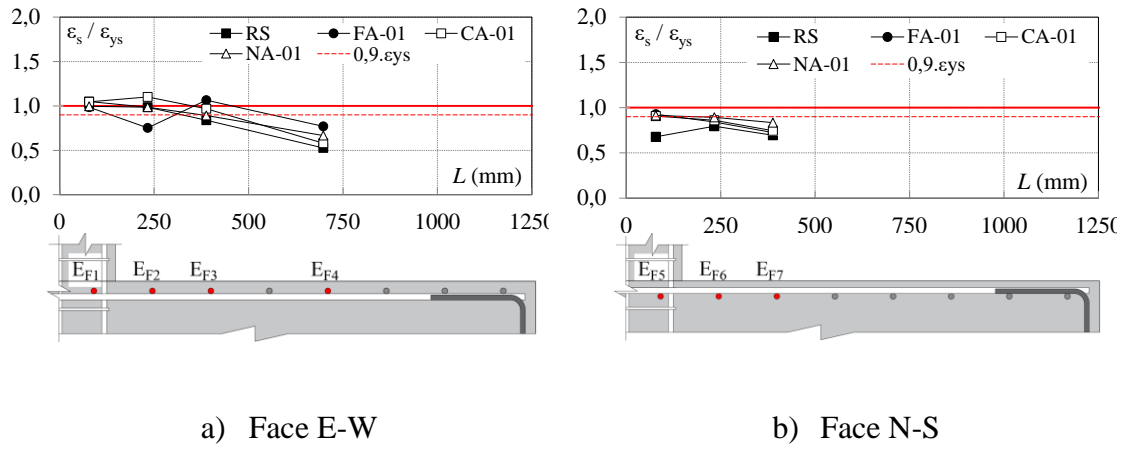 2,0
1,5
1,0
0,5
0,0
εs / εys
RS
FA-01
CA-01
NA-01
0,9.εys
L (mm)
0 250 500 750 1000 1250
EF1 EF2 EF3 EF4
a) Face E-W
2,0
1,5
1,0
0,5
0,0
εs / εys
RS
FA-01
CA-01
NA-01
0,9.εys
L (mm)
0 250 500 750 1000 1250
EF5 EF6 EF7
b) Face N-S